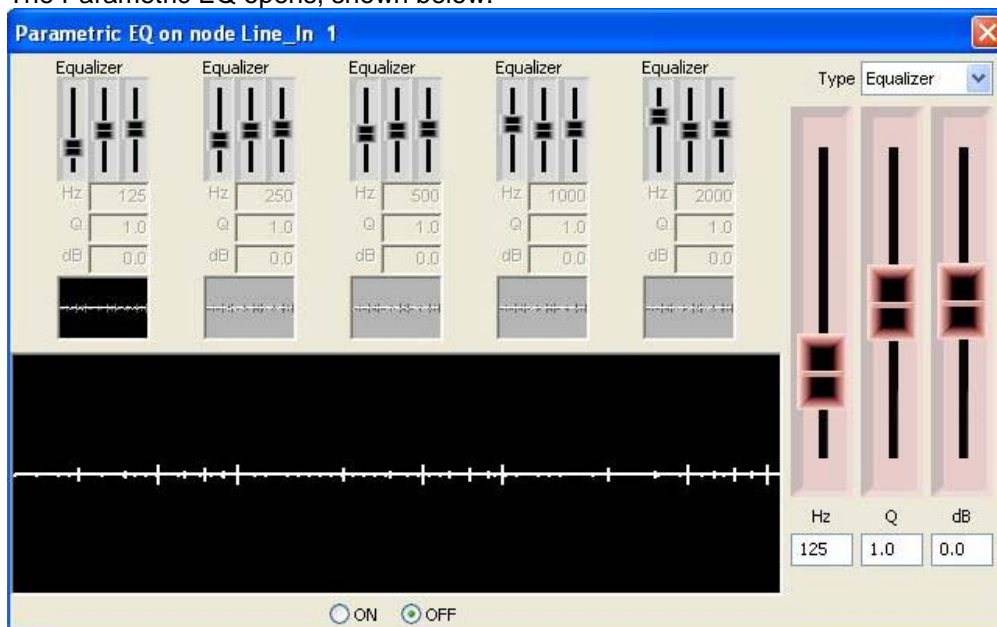 The Parametric EQ opens, shown below.
Parametric EQ on node Line_In 1
Equalizer Equalizer Equalizer Equalizer Equalizer
Type Equalizer
Hz 125 Hz 250 Hz 500 Hz 1000 Hz 2000
Q 1.0 Q 1.0 Q 1.0 Q 1.0 Q 1.0
dB 0.0 dB 0.0 dB 0.0 dB 0.0 dB 0.0
Hz Q dB
125 1.0 0.0
ON OFF